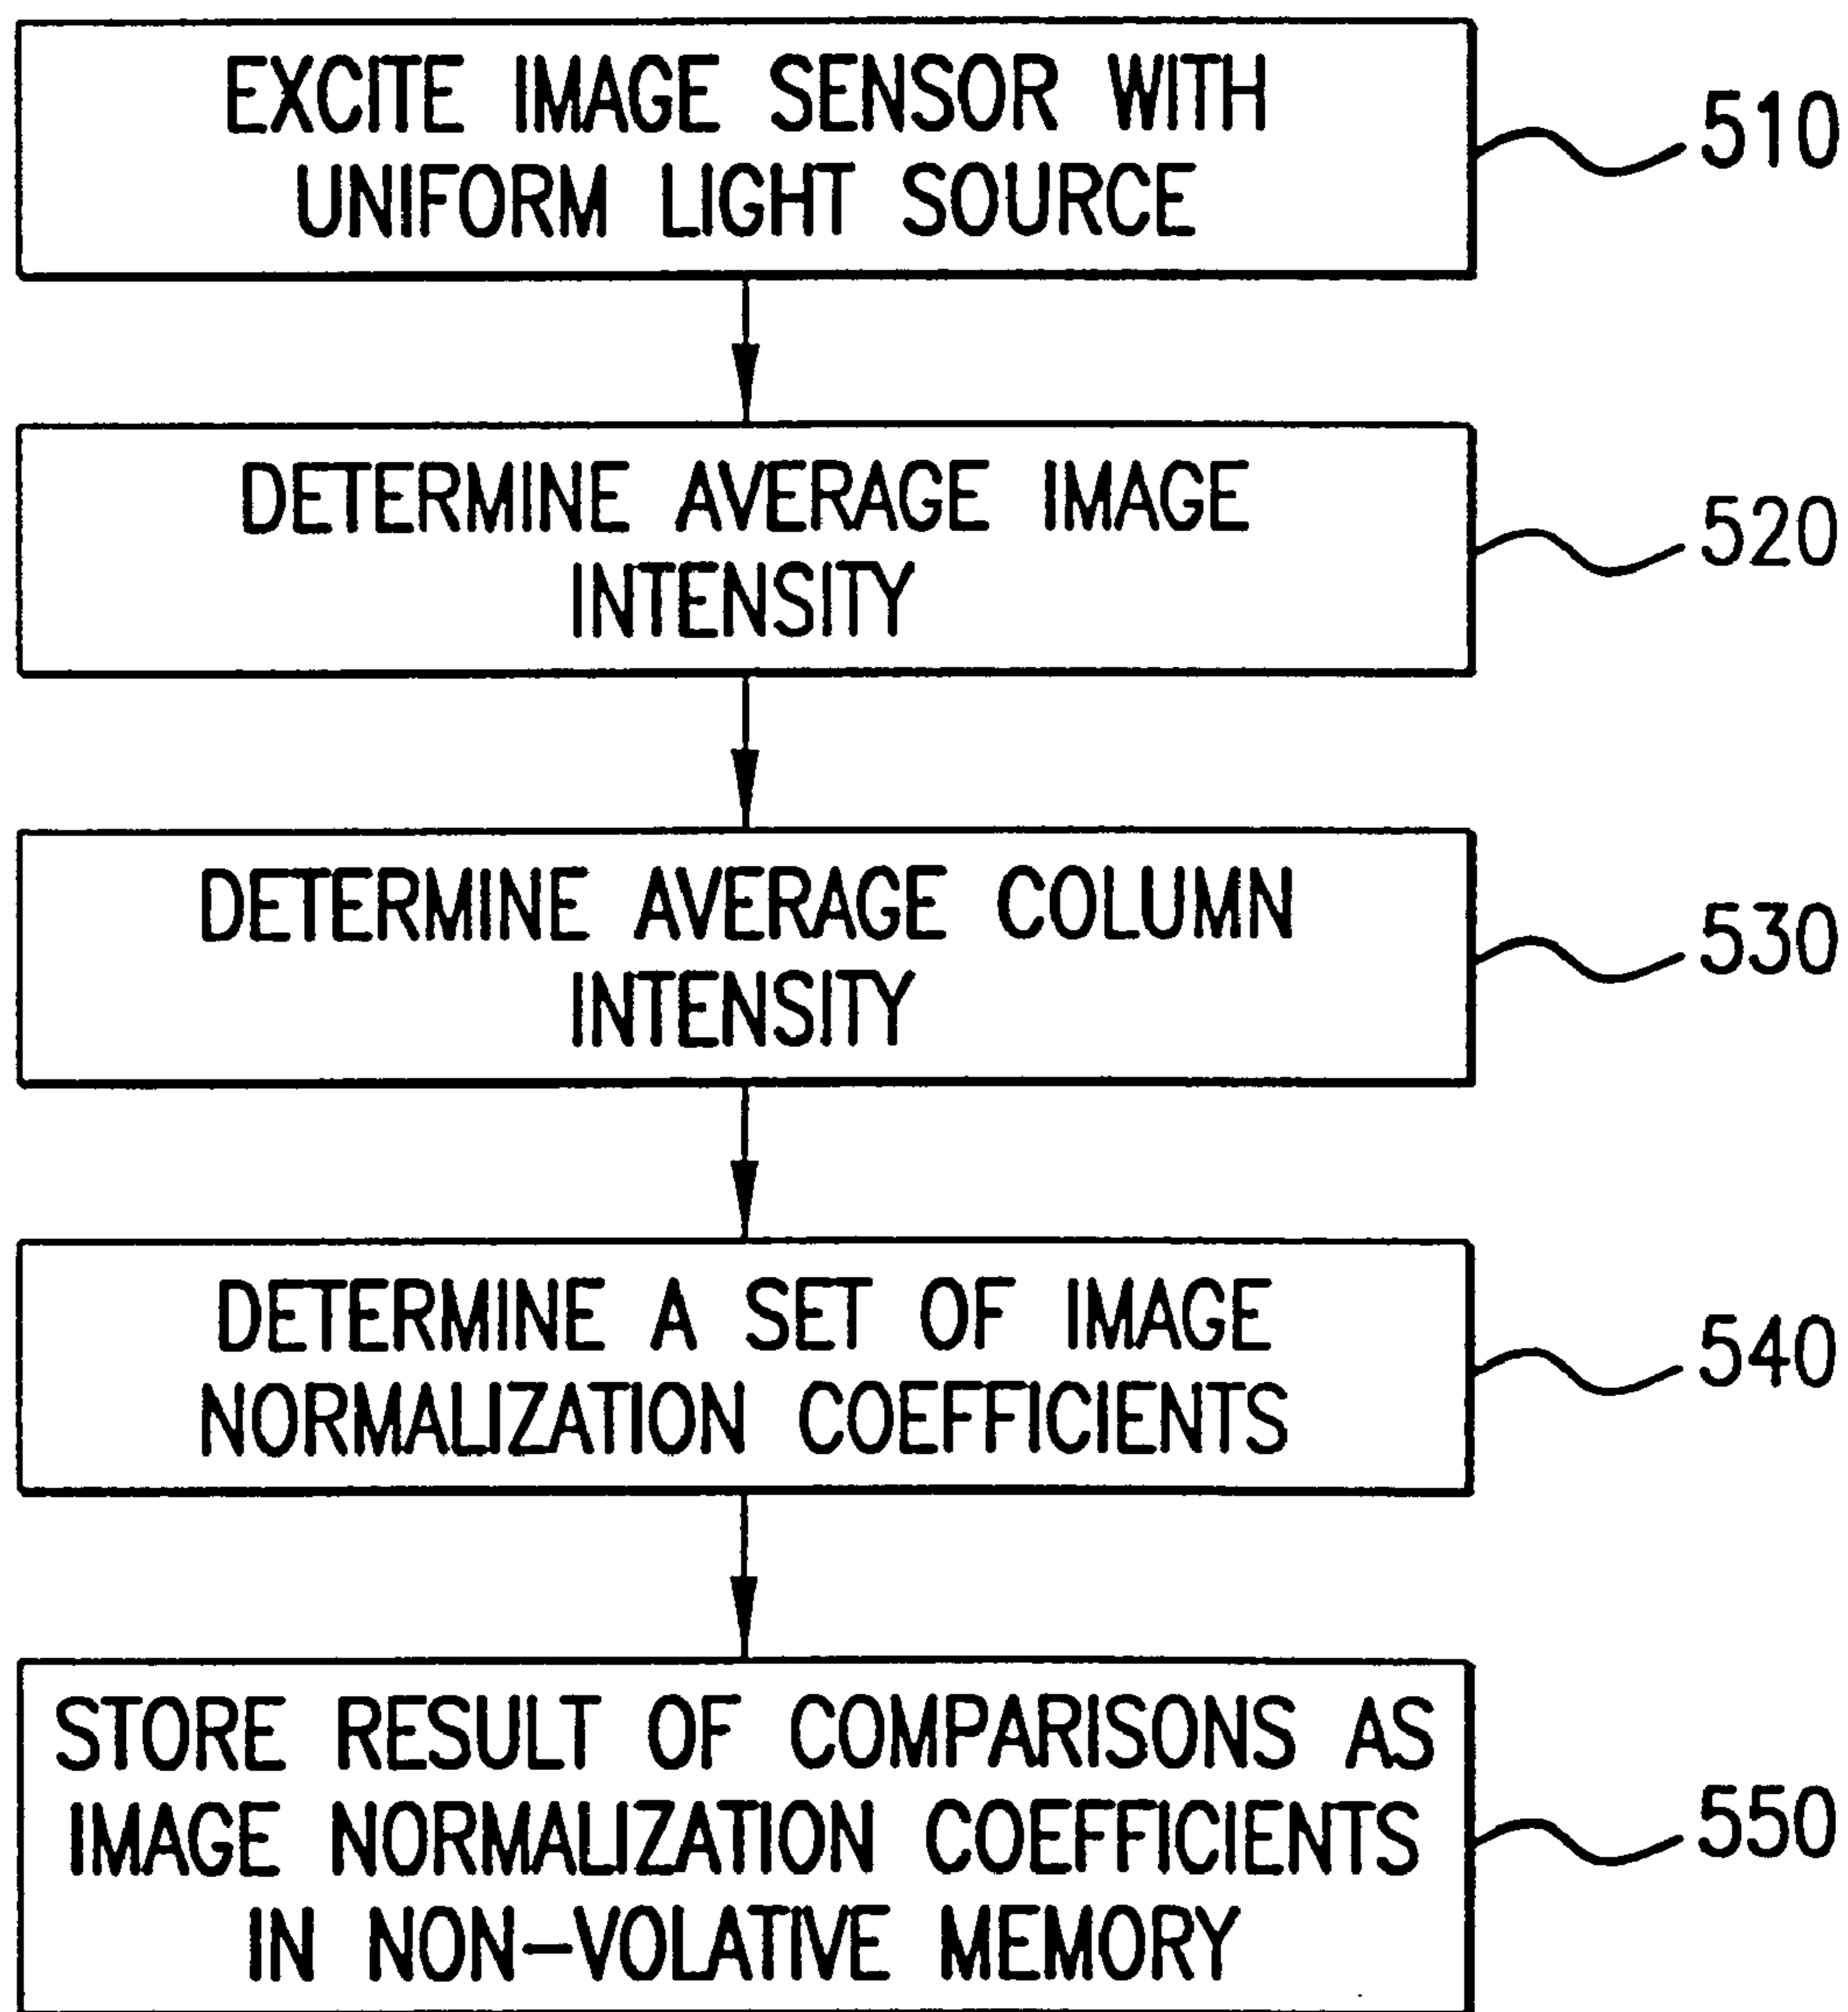 EXCITE IMAGE SENSOR WITH
UNIFORM LIGHT SOURCE
510
DETERMINE AVERAGE IMAGE
INTENSITY
520
DETERMINE AVERAGE COLUMN
INTENSITY
530
DETERMINE A SET OF IMAGE
NORMALIZATION COEFFICIENTS
540
STORE RESULT OF COMPARISONS AS
IMAGE NORMALIZATION COEFFICIENTS
IN NON-VOLATIVE MEMORY
550